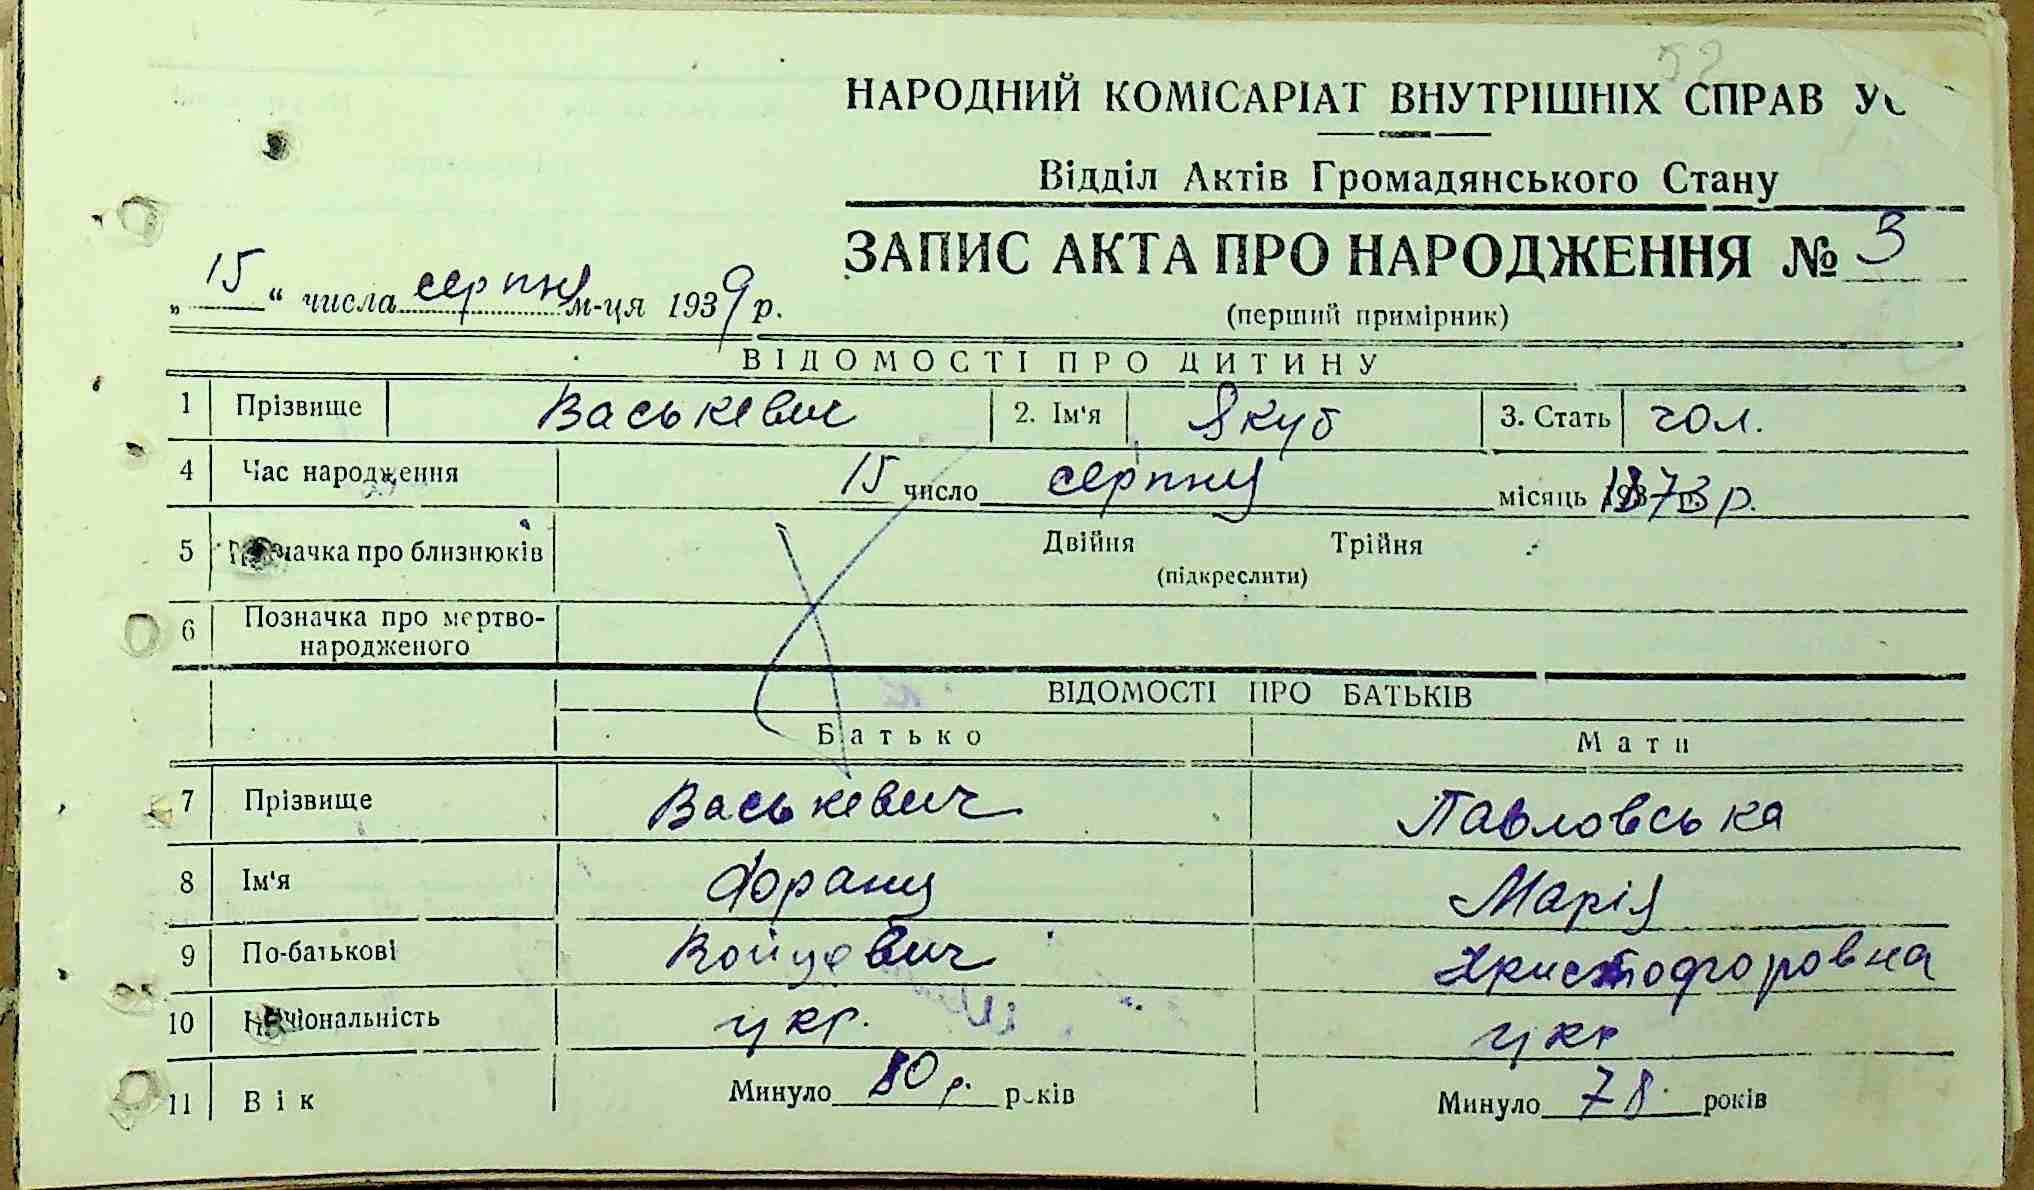 52
НАРОДНИЙ КОМІСАРІАТ ВНУТРІШНІХ СПРАВ УС
Відділ Актів Громадянського Стану
ЗАПИС АКТА ПРО НАРОДЖЕННЯ № 3
(перший примірник)
„ 15 “ числа серпня м-ця 1939 р.
ВІДОМОСТІ ПРО ДИТИНУ
1 Прізвище Васькевич 2. Ім'я Якуб 3. Стать чол.
4 Час народження 15 число серпня місяць 1873 р.
5 Позначка про близнюків Двійня Трійня
(підкреслити)
6 Позначка про мертво-
народженого
ВІДОМОСТІ ПРО БАТЬКІВ
Батько Мати
7 Прізвище Васькевич Павловська
8 Ім'я Франц Марія
9 По-батькові Войцевич Христофоровна
10 Національність укр. укр
11 Вік Минуло 80 р. років Минуло 78. років